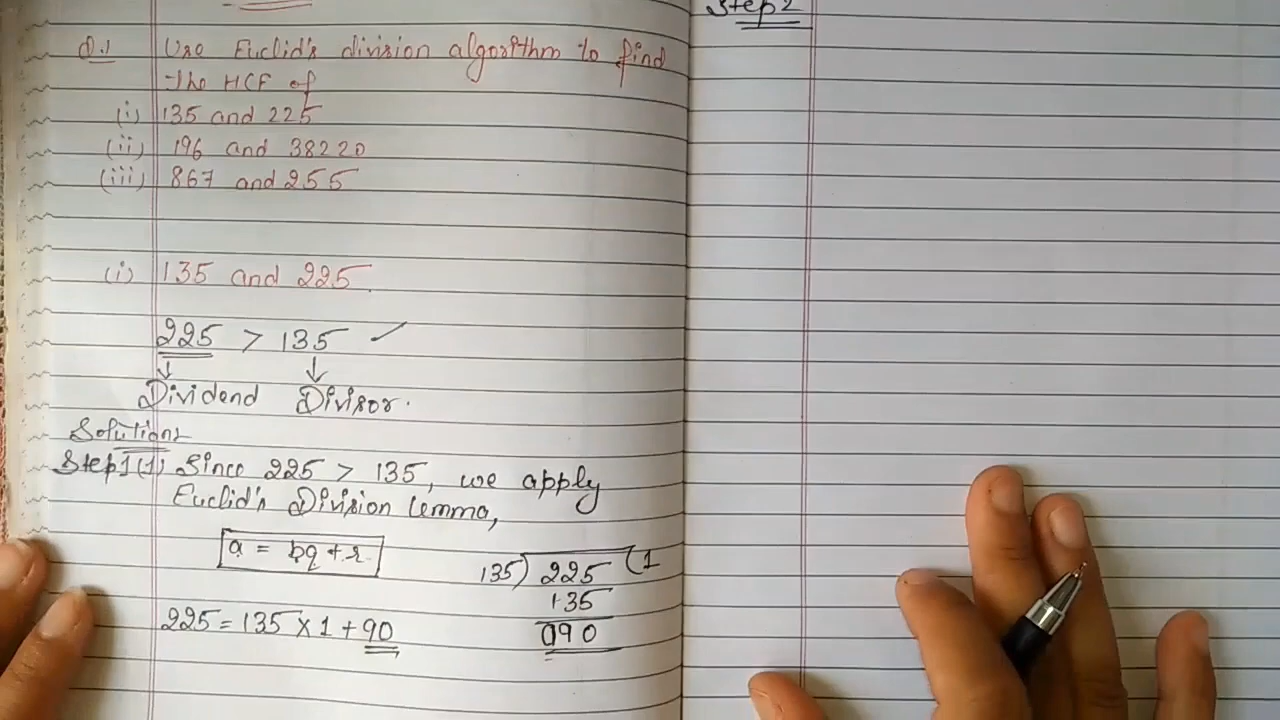 Q.1 Use Euclid's division algorithm to find
the HCF of
(i) 135 and 225
(ii) 196 and 38220
(iii) 867 and 255
(i) 135 and 225.
225 > 135
Dividend Divisor.
Solution:
Step1(1) Since 225 > 135, we apply
Euclid's Division lemma,
a = bq + r
225 = 135 × 1 + 90
135) 225 (1
135
090
Step 2